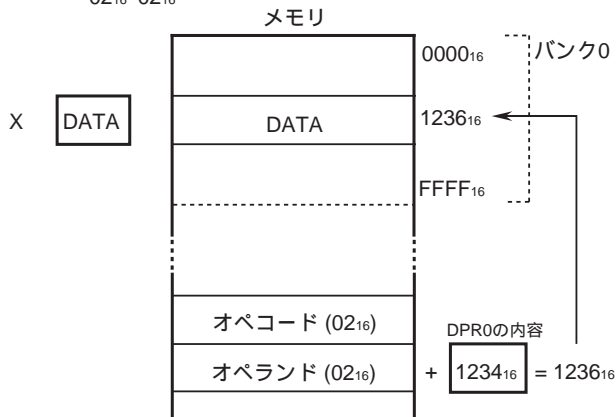 メモリ
0000₁₆ バンク0
X DATA DATA 1236₁₆
FFFF₁₆
オペコード (02₁₆)
DPR0の内容
オペランド (02₁₆) + 1234₁₆ = 1236₁₆